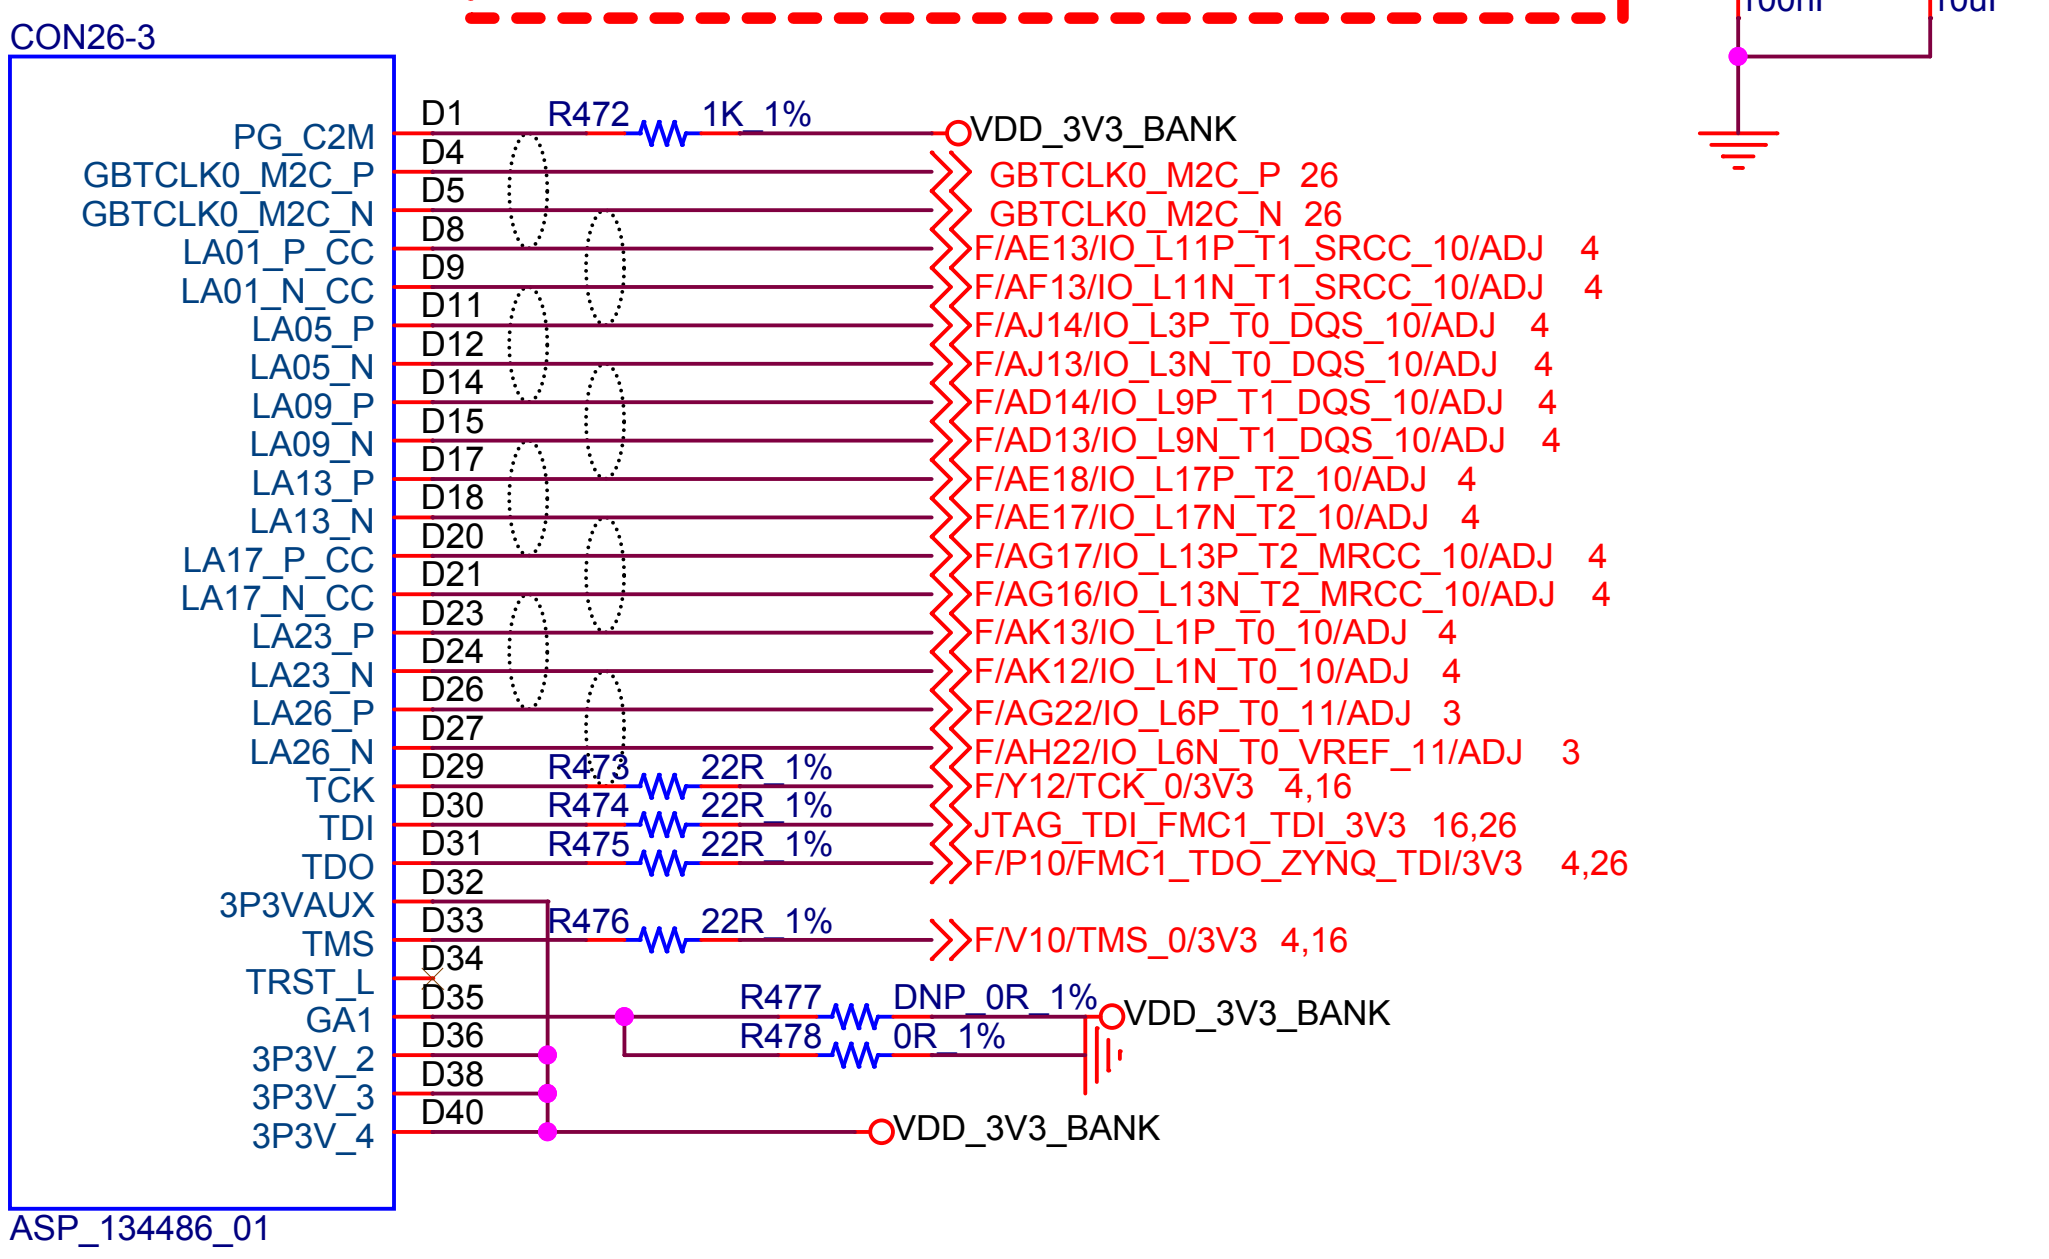 CON26-3
PG_C2M D1 R472 1K_1% VDD_3V3_BANK
GBTCLK0_M2C_P D4 GBTCLK0_M2C_P 26
GBTCLK0_M2C_N D5 GBTCLK0_M2C_N 26
LA01_P_CC D8 F/AE13/IO_L11P_T1_SRCC_10/ADJ 4
LA01_N_CC D9 F/AF13/IO_L11N_T1_SRCC_10/ADJ 4
LA05_P D11 F/AJ14/IO_L3P_T0_DQS_10/ADJ 4
LA05_N D12 F/AJ13/IO_L3N_T0_DQS_10/ADJ 4
LA09_P D14 F/AD14/IO_L9P_T1_DQS_10/ADJ 4
LA09_N D15 F/AD13/IO_L9N_T1_DQS_10/ADJ 4
LA13_P D17 F/AE18/IO_L17P_T2_10/ADJ 4
LA13_N D18 F/AE17/IO_L17N_T2_10/ADJ 4
LA17_P_CC D20 F/AG17/IO_L13P_T2_MRCC_10/ADJ 4
LA17_N_CC D21 F/AG16/IO_L13N_T2_MRCC_10/ADJ 4
LA23_P D23 F/AK13/IO_L1P_T0_10/ADJ 4
LA23_N D24 F/AK12/IO_L1N_T0_10/ADJ 4
LA26_P D26 F/AG22/IO_L6P_T0_11/ADJ 3
LA26_N D27 F/AH22/IO_L6N_T0_VREF_11/ADJ 3
TCK D29 R473 22R_1% F/Y12/TCK_0/3V3 4,16
TDI D30 R474 22R_1% JTAG_TDI_FMC1_TDI_3V3 16,26
TDO D31 R475 22R_1% F/P10/FMC1_TDO_ZYNQ_TDI/3V3 4,26
3P3VAUX D32
TMS D33 R476 22R_1% F/V10/TMS_0/3V3 4,16
TRST_L D34
GA1 D35 R477 DNP_0R_1% VDD_3V3_BANK
3P3V_2 D36 R478 0R_1%
3P3V_3 D38
3P3V_4 D40 VDD_3V3_BANK
ASP_134486_01